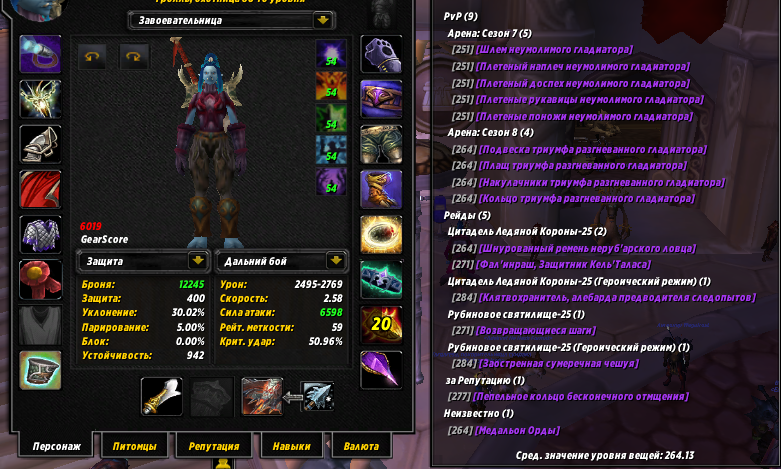 Завоевательница
54
54
54
54
54
6019
GearScore
20
Защита
Дальний бой
Броня: 12245
Защита: 400
Уклонение: 30.02%
Парирование: 5.00%
Блок: 0.00%
Устойчивость: 942
Урон: 2495-2769
Скорость: 2.58
Сила атаки: 6598
Рейт. меткости: 59
Крит. удар: 50.96%
Персонаж
Питомцы
Репутация
Навыки
Валюта
PvP (9)
Арена: Сезон 7 (5)
[251] [Шлем неумолимого гладиатора]
[251] [Плетеный наплеч неумолимого гладиатора]
[251] [Плетеный доспех неумолимого гладиатора]
[251] [Плетеные рукавицы неумолимого гладиатора]
[251] [Плетеные поножи неумолимого гладиатора]
Арена: Сезон 8 (4)
[264] [Подвеска триумфа разгневанного гладиатора]
[264] [Плащ триумфа разгневанного гладиатора]
[264] [Накулачники триумфа разгневанного гладиатора]
[264] [Кольцо триумфа разгневанного гладиатора]
Рейды (5)
Цитадель Ледяной Короны-25 (2)
[264] [Шнурованный ремень неруб'арского ловца]
[271] [Фал'инраш, Защитник Кель'Таласа]
Цитадель Ледяной Короны-25 (Героический режим) (1)
[284] [Клятвохранитель, алебарда предводителя следопытов]
Рубиновое святилище-25 (1)
[271] [Возвращающиеся шаги]
Рубиновое святилище-25 (Героический режим) (1)
[284] [Заостренная сумеречная чешуя]
за Репутацию (1)
[277] [Пепельное кольцо бесконечного отмщения]
Неизвестно (1)
[264] [Медальон Орды]
Сред. значение уровня вещей: 264.13